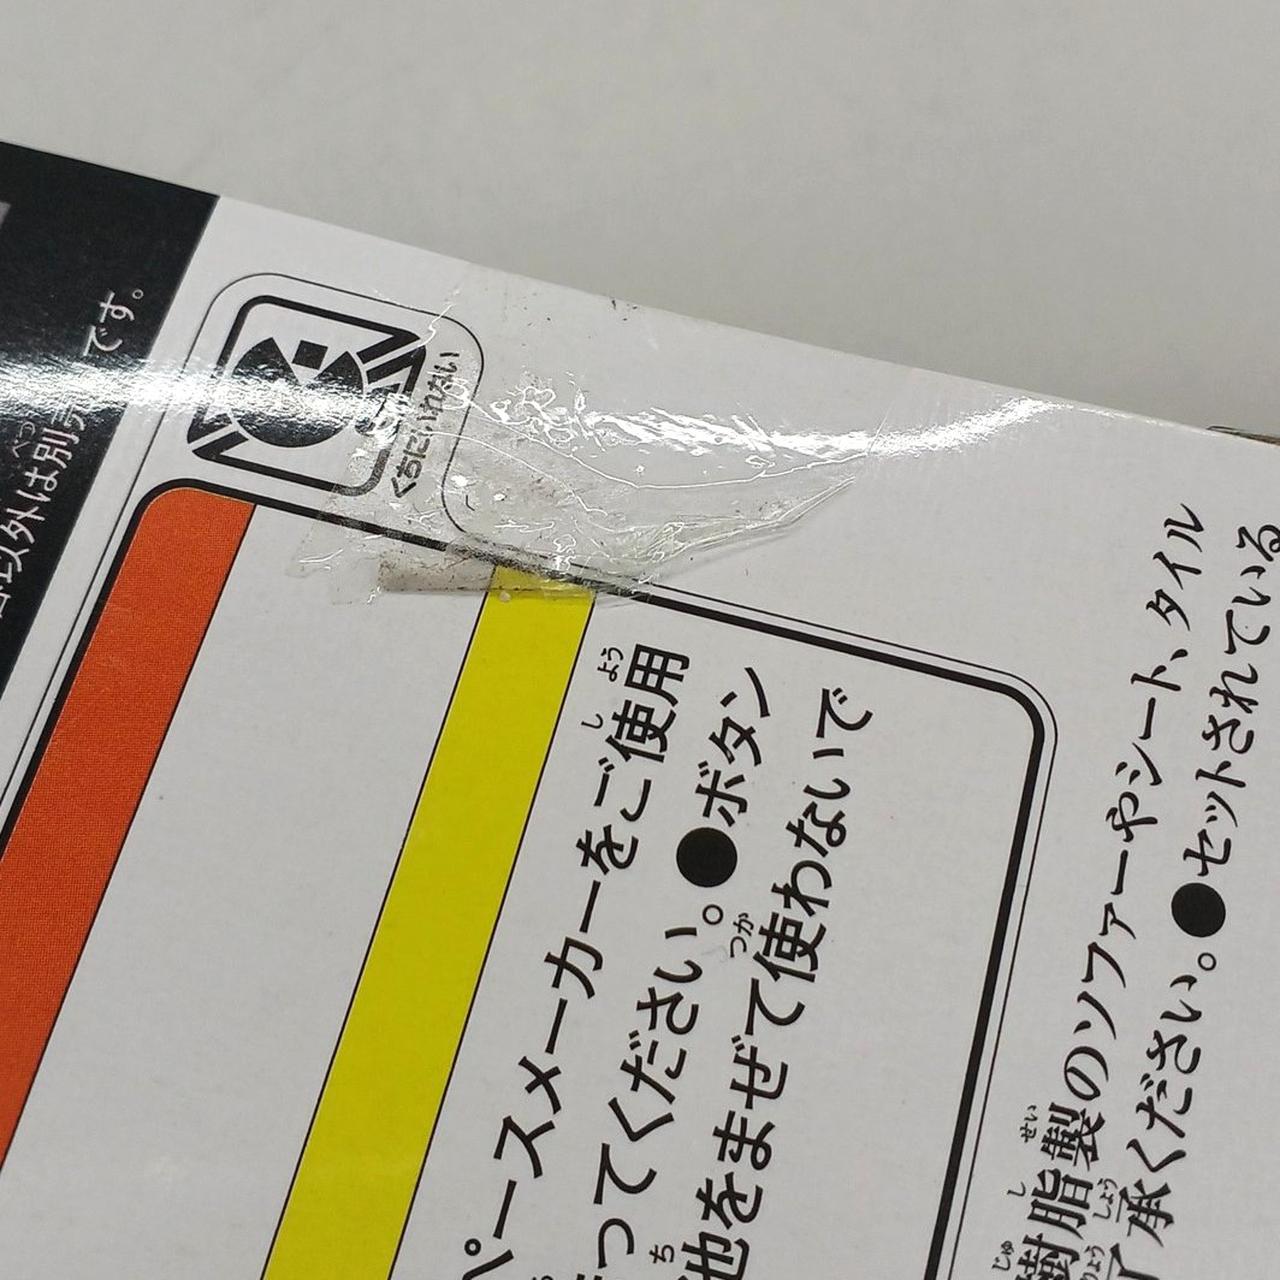 以外は別売です。
くちにいれない
ペースメーカーをご使用
ってください。●ボタン
池をまぜて使わないで
樹脂製のソファーやシート、タイル
了承ください。●セットされている